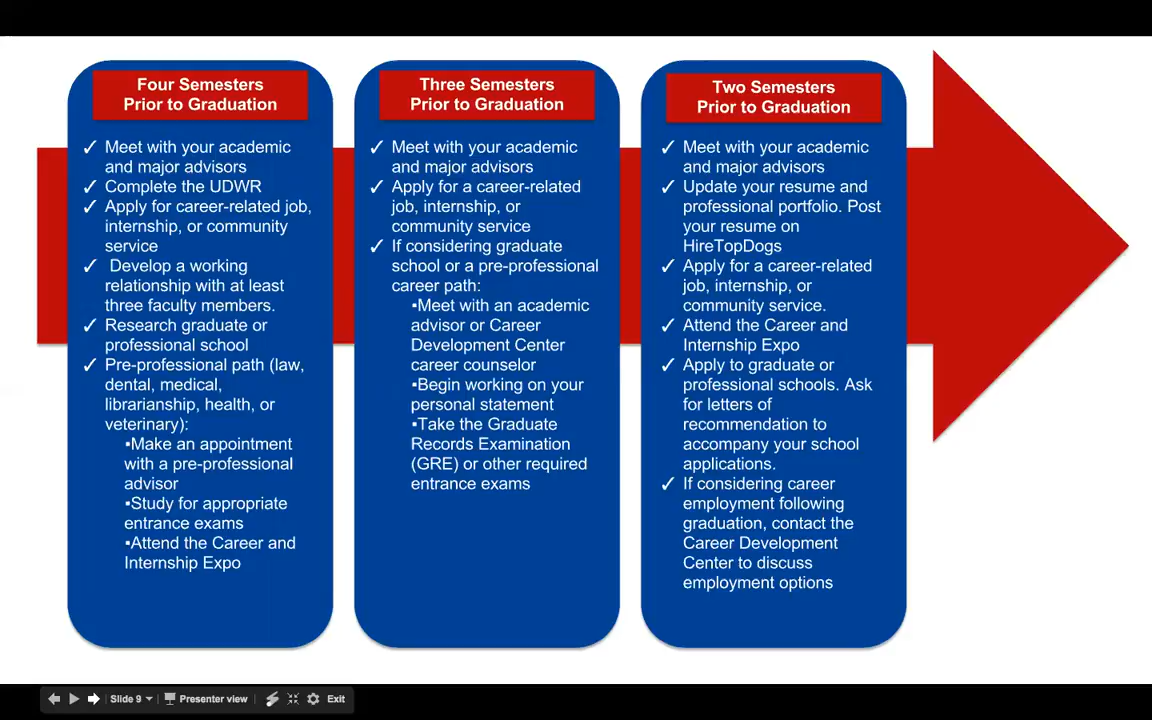 Four Semesters
Prior to Graduation
✓ Meet with your academic
and major advisors
✓ Complete the UDWR
✓ Apply for career-related job,
internship, or community
service
✓ Develop a working
relationship with at least
three faculty members.
✓ Research graduate or
professional school
✓ Pre-professional path (law,
dental, medical,
librarianship, health, or
veterinary):
▪Make an appointment
with a pre-professional
advisor
▪Study for appropriate
entrance exams
▪Attend the Career and
Internship Expo
Three Semesters
Prior to Graduation
✓ Meet with your academic
and major advisors
✓ Apply for a career-related
job, internship, or
community service
✓ If considering graduate
school or a pre-professional
career path:
▪Meet with an academic
advisor or Career
Development Center
career counselor
▪Begin working on your
personal statement
▪Take the Graduate
Records Examination
(GRE) or other required
entrance exams
Two Semesters
Prior to Graduation
✓ Meet with your academic
and major advisors
✓ Update your resume and
professional portfolio. Post
your resume on
HireTopDogs
✓ Apply for a career-related
job, internship, or
community service.
✓ Attend the Career and
Internship Expo
✓ Apply to graduate or
professional schools. Ask
for letters of
recommendation to
accompany your school
applications.
✓ If considering career
employment following
graduation, contact the
Career Development
Center to discuss
employment options
Slide 9 Presenter view Exit